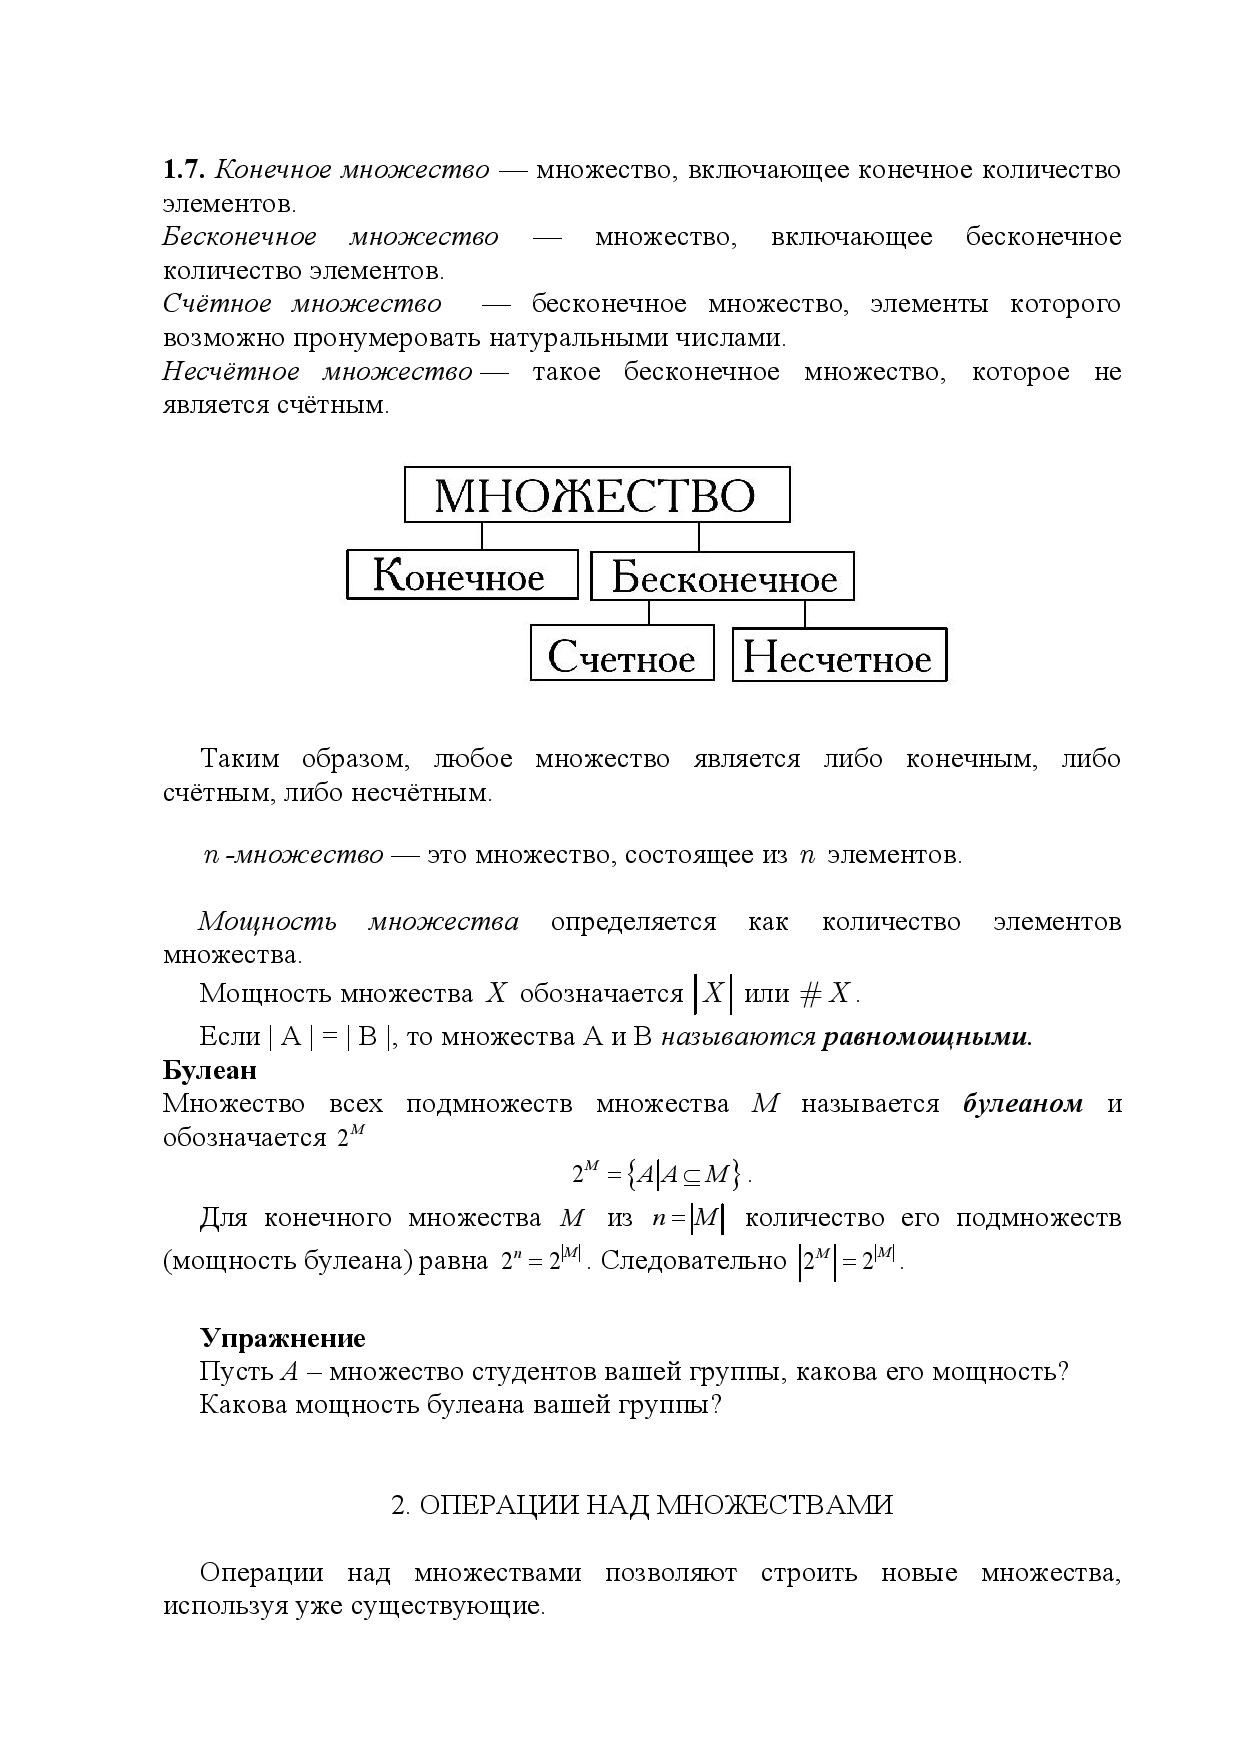 1.7. Конечное множество — множество, включающее конечное количество
элементов.
Бесконечное множество — множество, включающее бесконечное
количество элементов.
Счётное множество — бесконечное множество, элементы которого
возможно пронумеровать натуральными числами.
Несчётное множество — такое бесконечное множество, которое не
является счётным.
МНОЖЕСТВО
Конечное Бесконечное
Счетное Несчетное
Таким образом, любое множество является либо конечным, либо
счётным, либо несчётным.
n -множество — это множество, состоящее из n элементов.
Мощность множества определяется как количество элементов
множества.
Мощность множества X обозначается |X| или # X .
Если | A | = | B |, то множества A и B называются равномощными.
Булеан
Множество всех подмножеств множества M называется булеаном и
обозначается 2^M
2^M = {A|A ⊆ M} .
Для конечного множества M из n = |M| количество его подмножеств
(мощность булеана) равна 2^n = 2^|M| . Следовательно |2^M| = 2^|M| .
Упражнение
Пусть A – множество студентов вашей группы, какова его мощность?
Какова мощность булеана вашей группы?
2. ОПЕРАЦИИ НАД МНОЖЕСТВАМИ
Операции над множествами позволяют строить новые множества,
используя уже существующие.